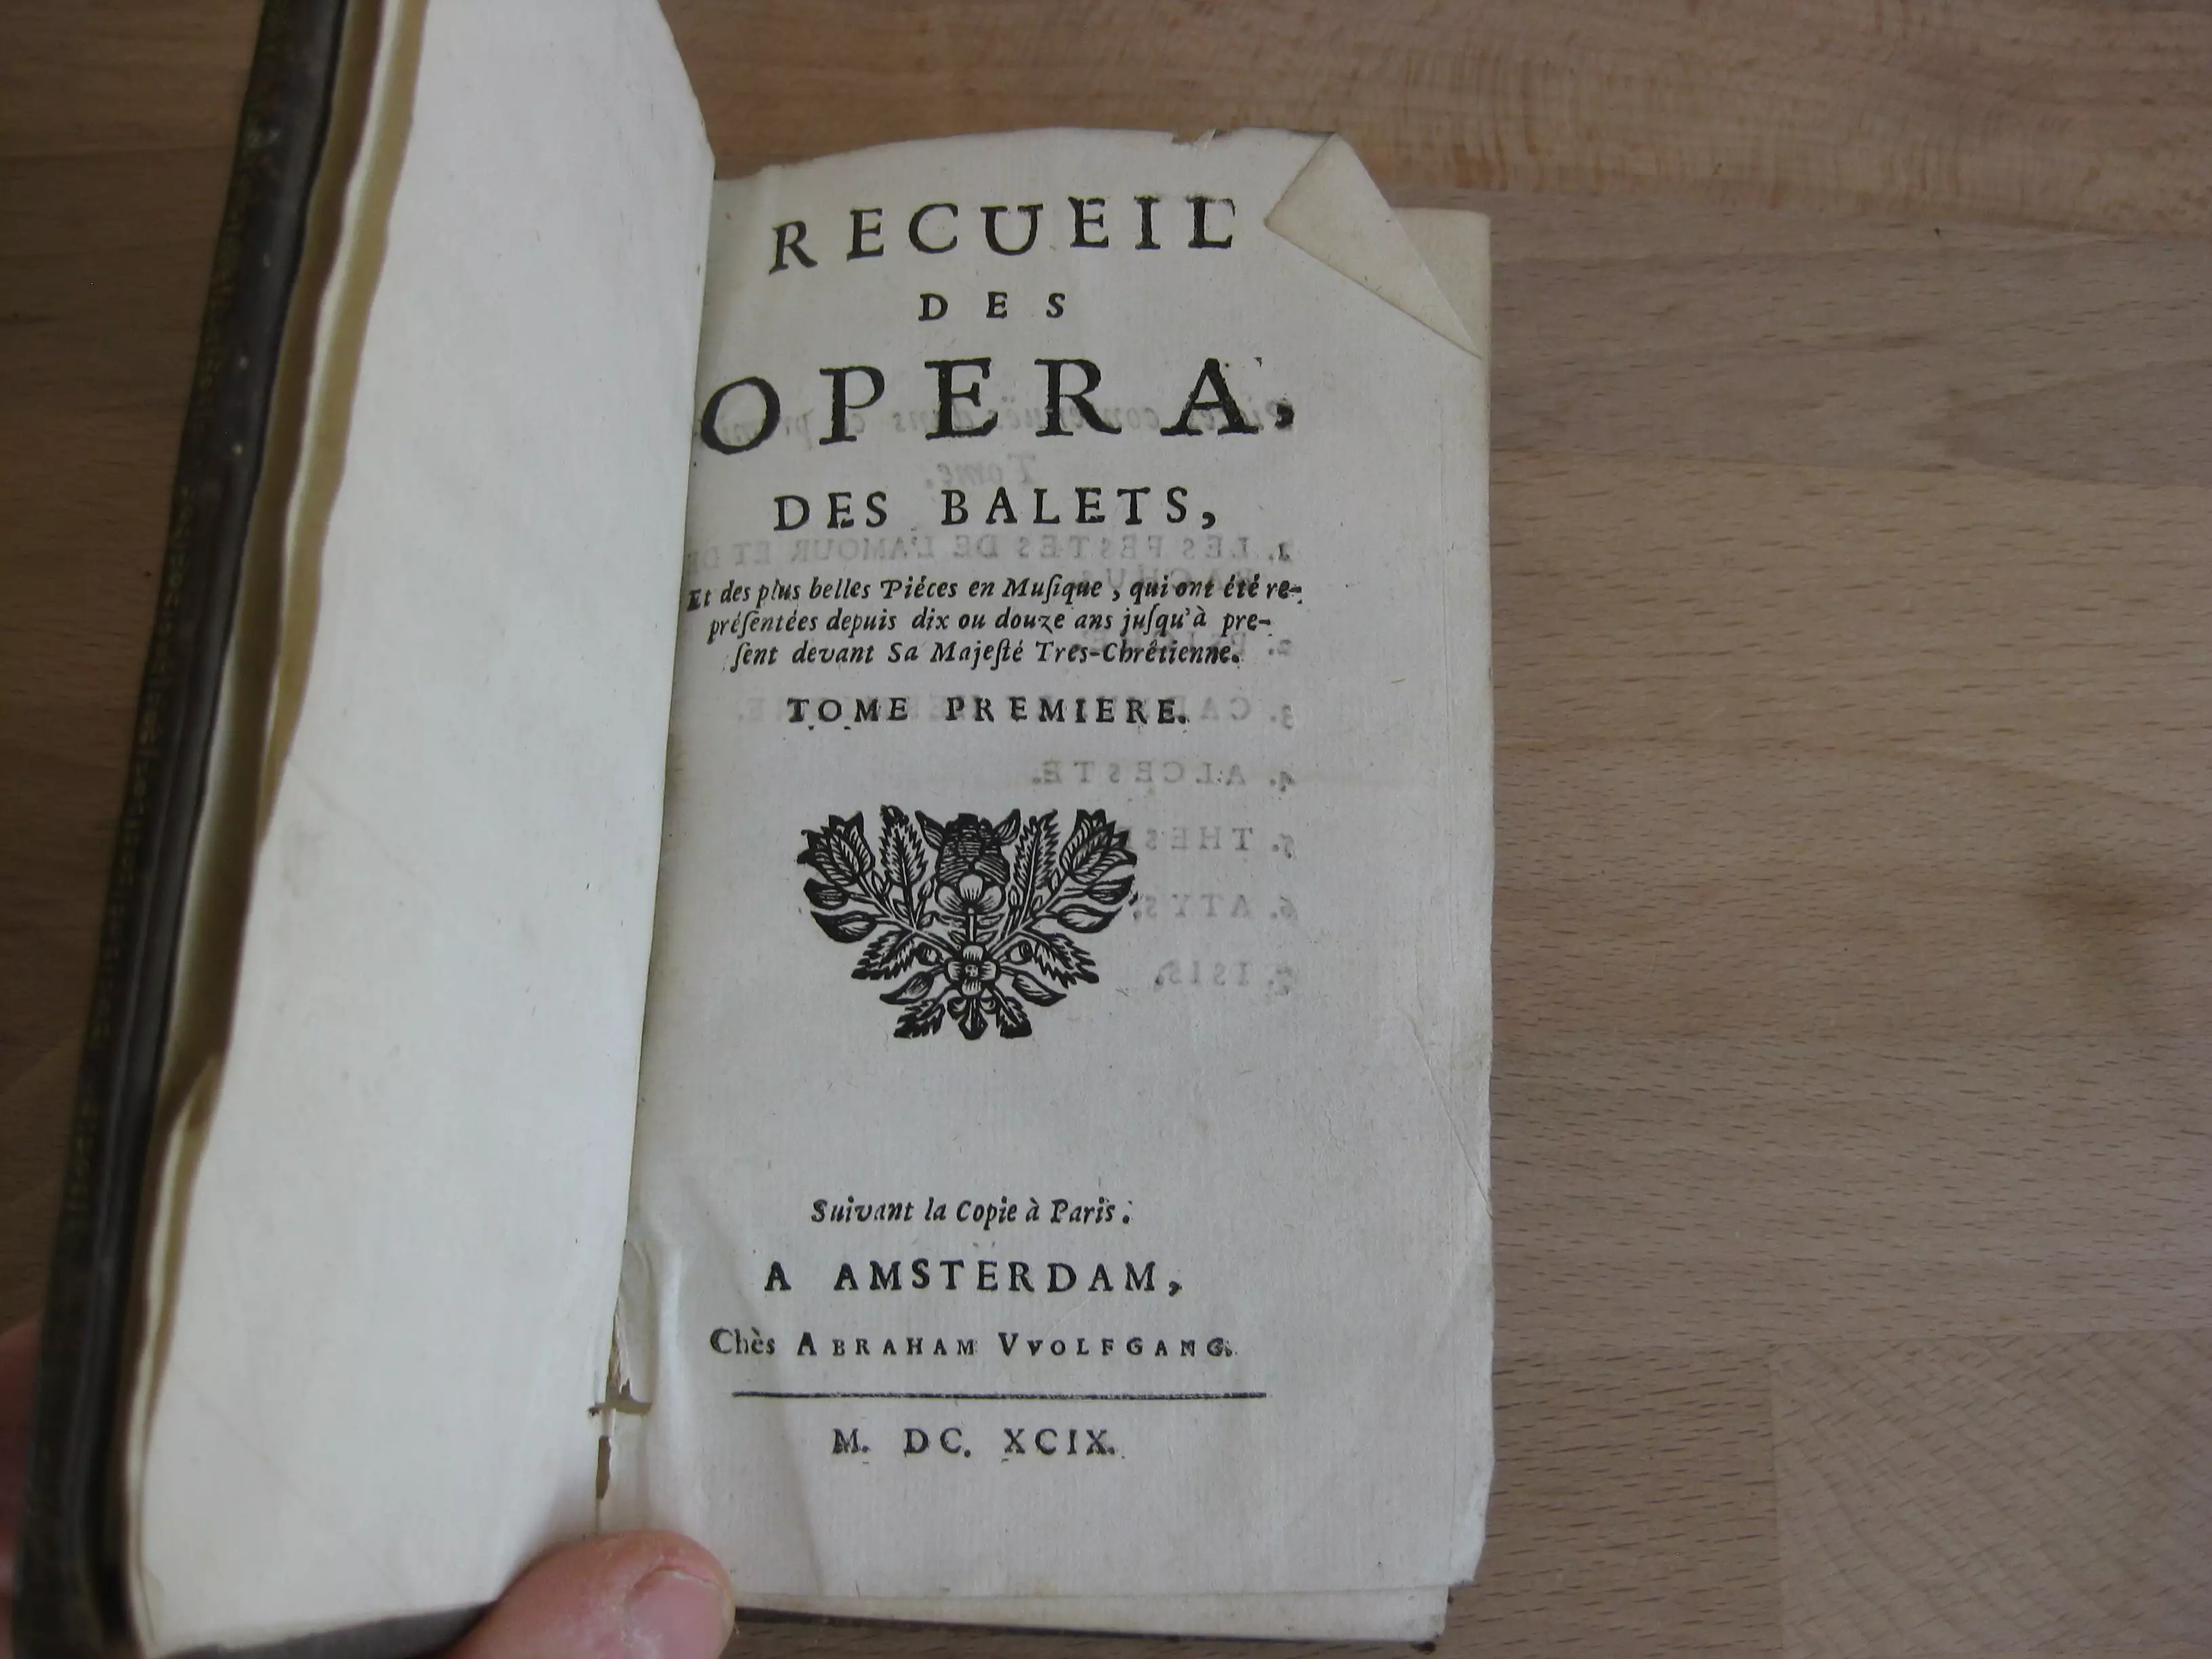 RECUEIL
DES
OPERA,
DES BALETS,
Et des plus belles Piéces en Muſique, qui ont été re-
préſentées depuis dix ou douze ans juſqu'à pre-
ſent devant Sa Majeſté Tres-Chrêtienne.
TOME PREMIERE.
Suivant la Copie à Paris.
A AMSTERDAM,
Chès ABRAHAM VVOLFGANG.
M. DC. XCIX.